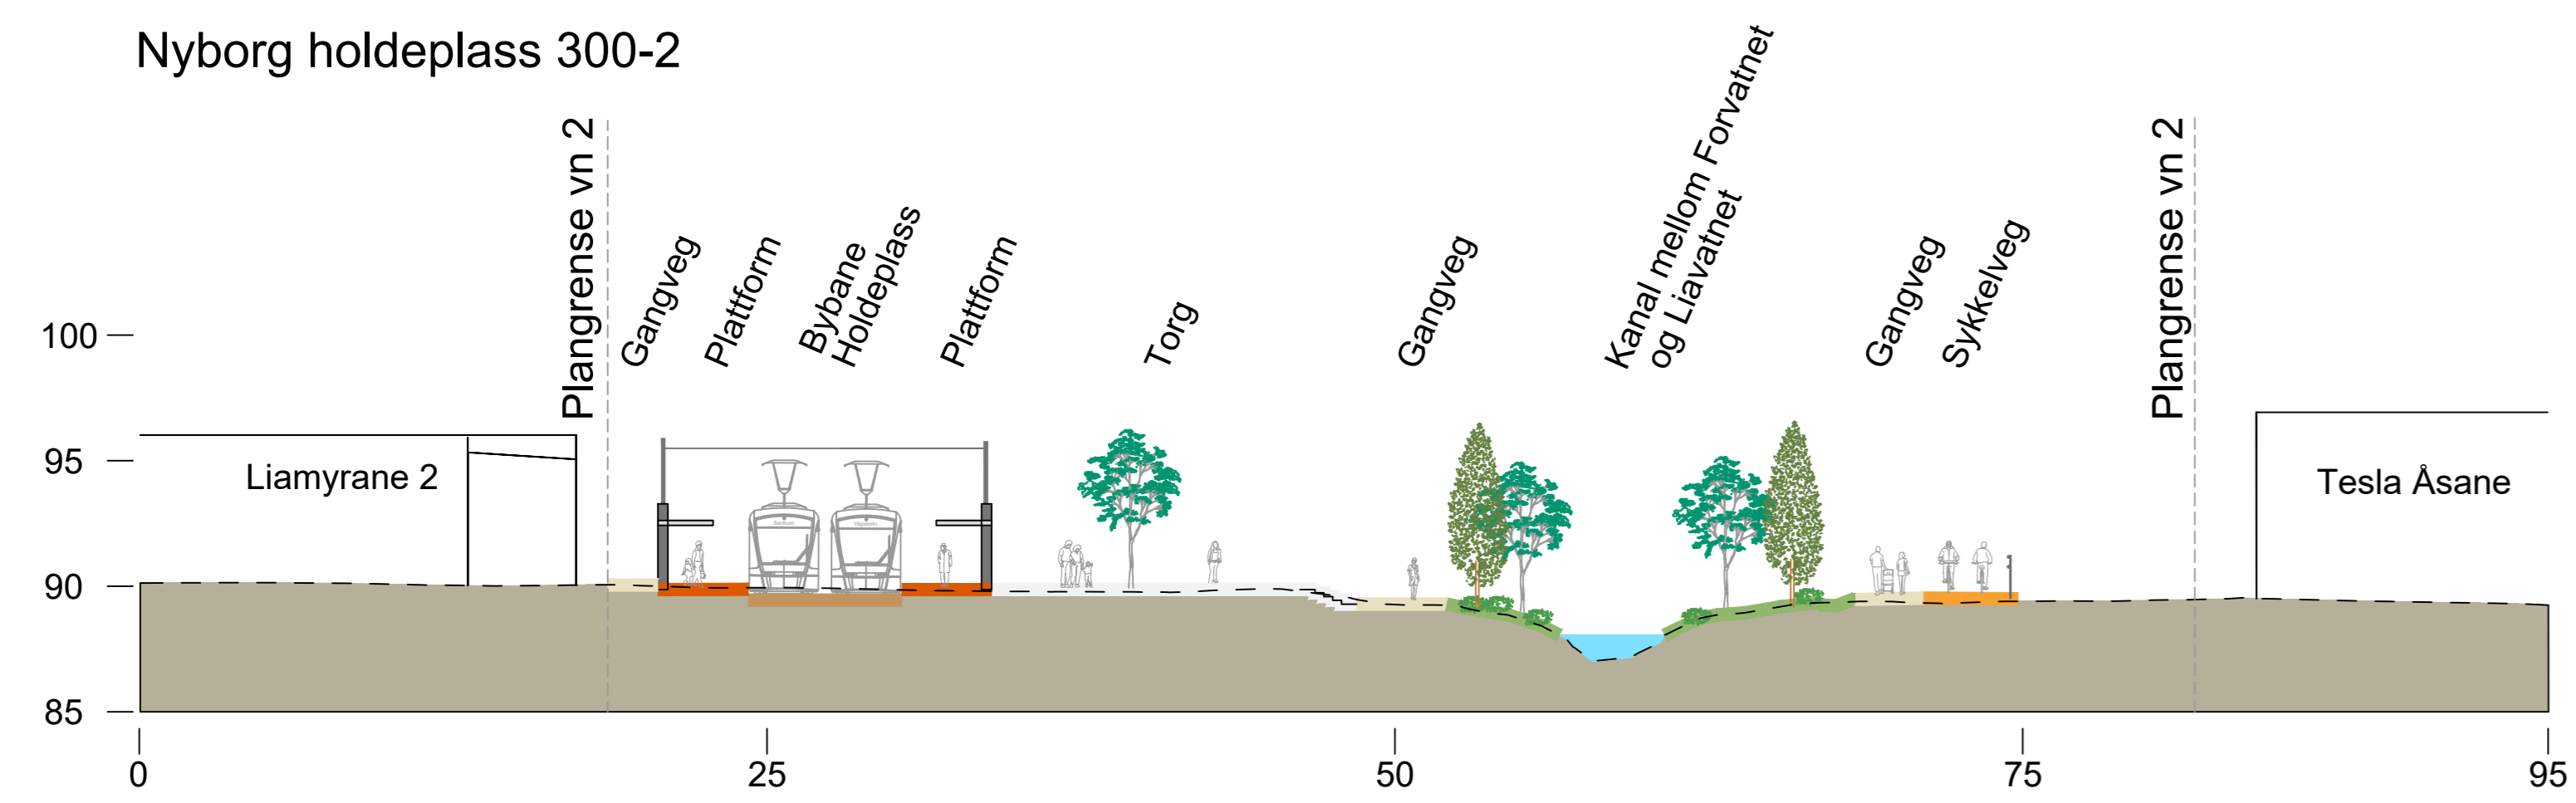 Nyborg holdeplass 300-2
Plangrense vn 2
Gangveg
Plattform
Bybane
Holdeplass
Plattform
Torg
Gangveg
Kanal mellom Forvatnet
og Liavatnet
Gangveg
Sykkelveg
Plangrense vn 2
100
95
90
85
Liamyrane 2
Sentrum
Tesla Åsane
0
25
50
75
95